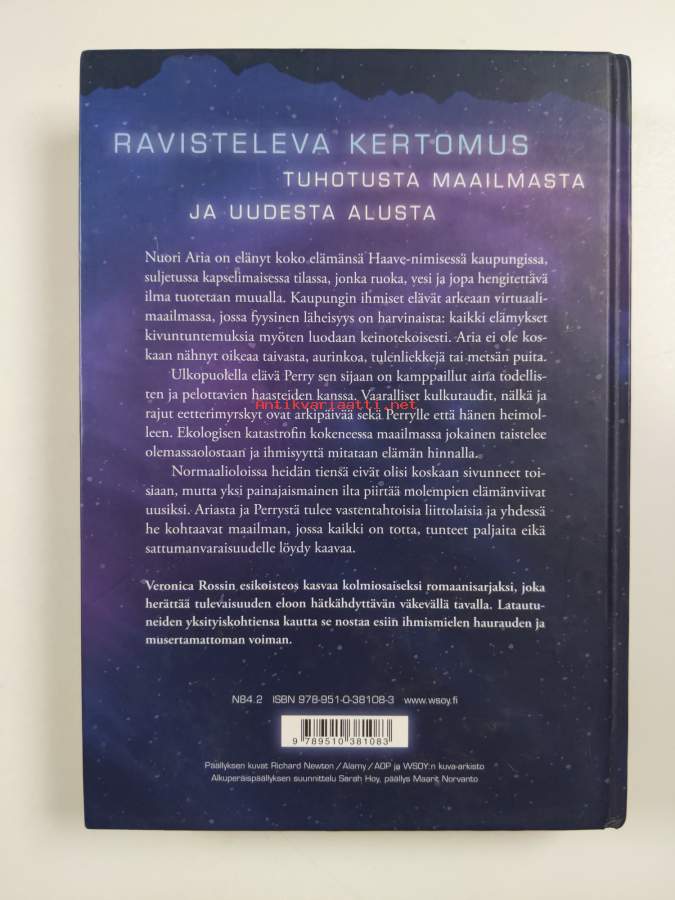 RAVISTELEVA KERTOMUS
TUHOTUSTA MAAILMASTA
JA UUDESTA ALUSTA
Nuori Aria on elänyt koko elämänsä Haave-nimisessä kaupungissa,
suljetussa kapselimaisessa tilassa, jonka ruoka, vesi ja jopa hengitettävä
ilma tuotetaan muualla. Kaupungin ihmiset elävät arkeaan virtuaali-
maailmassa, jossa fyysinen läheisyys on harvinaista: kaikki elämykset
kivuntuntemuksia myöten luodaan keinotekoisesti. Aria ei ole kos-
kaan nähnyt oikeaa taivasta, aurinkoa, tulenliekkejä tai metsän puita.
Ulkopuolella elävä Perry sen sijaan on kamppaillut aina todellis-
ten ja pelottavien haasteiden kanssa. Vaaralliset kulkutaudit, nälkä ja
Antikvariaatti.net
rajut eetterimyrskyt ovat arkipäivää sekä Perrylle että hänen heimol-
leen. Ekologisen katastrofin kokeneessa maailmassa jokainen taistelee
olemassaolostaan ja ihmisyyttä mitataan elämän hinnalla.
Normaalioloissa heidän tiensä eivät olisi koskaan sivunneet toi-
siaan, mutta yksi painajaismainen ilta piirtää molempien elämänviivat
uusiksi. Ariasta ja Perrystä tulee vastentahtoisia liittolaisia ja yhdessä
he kohtaavat maailman, jossa kaikki on totta, tunteet paljaita eikä
sattumanvaraisuudelle löydy kaavaa.
Veronica Rossin esikoisteos kasvaa kolmiosaiseksi romaanisarjaksi, joka
herättää tulevaisuuden eloon hätkähdyttävän väkevällä tavalla. Latautu-
neiden yksityiskohtiensa kautta se nostaa esiin ihmismielen haurauden ja
musertamattoman voiman.
N84.2 ISBN 978-951-0-38108-3 www.wsoy.fi
9 789510 381083
Päällyksen kuvat Richard Newton / Alamy / AOP ja WSOY:n kuva-arkisto
Alkuperäispäällyksen suunnittelu Sarah Hoy, päällys Maarit Norvanto